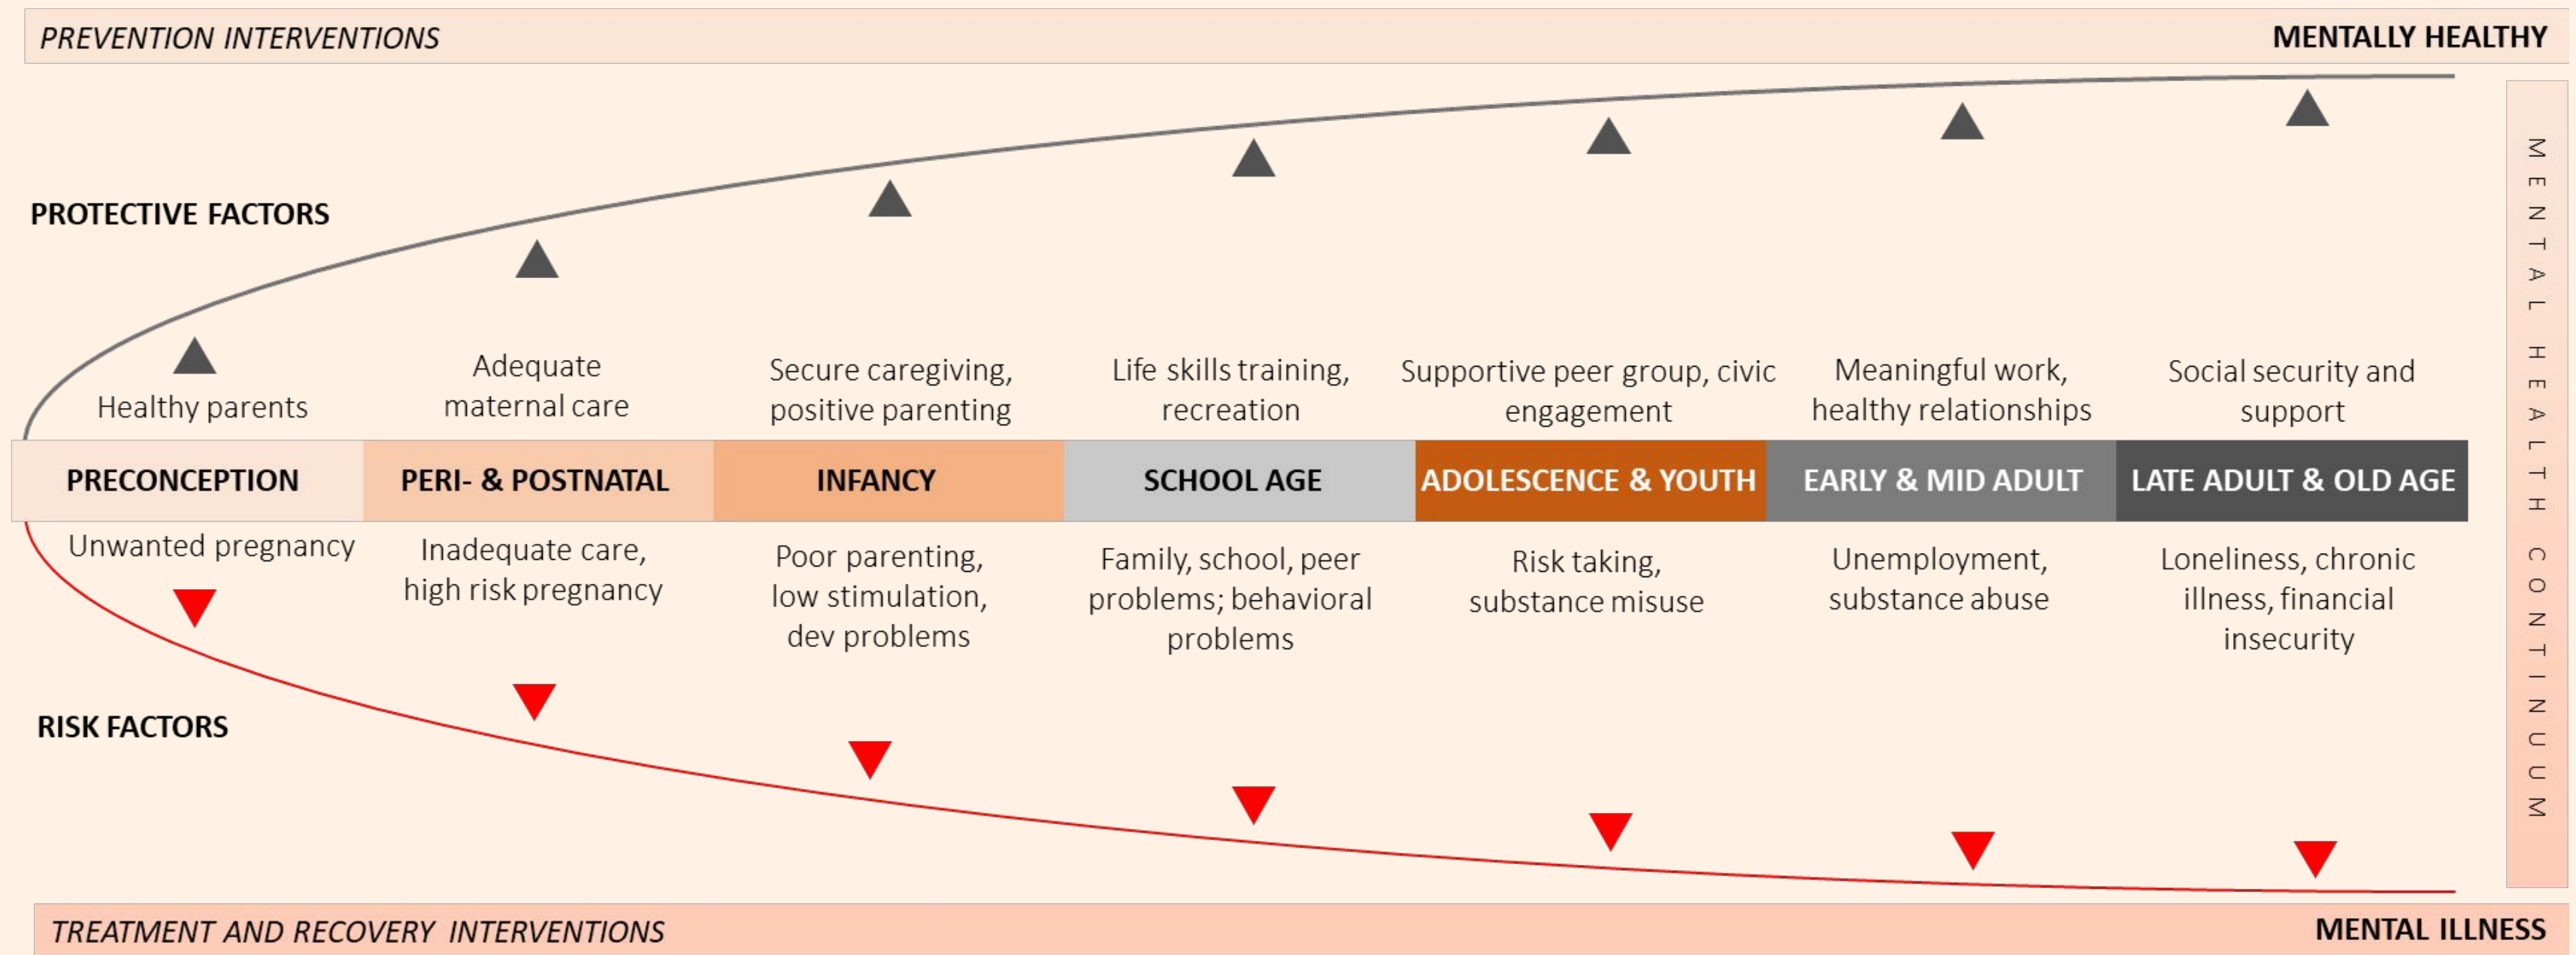 PREVENTION INTERVENTIONS
MENTALLY HEALTHY
PROTECTIVE FACTORS
Healthy parents
Adequate
maternal care
Secure caregiving,
positive parenting
Life skills training,
recreation
Supportive peer group, civic
engagement
Meaningful work,
healthy relationships
Social security and
support
PRECONCEPTION
PERI- & POSTNATAL
INFANCY
SCHOOL AGE
ADOLESCENCE & YOUTH
EARLY & MID ADULT
LATE ADULT & OLD AGE
Unwanted pregnancy
Inadequate care,
high risk pregnancy
Poor parenting,
low stimulation,
dev problems
Family, school, peer
problems; behavioral
problems
Risk taking,
substance misuse
Unemployment,
substance abuse
Loneliness, chronic
illness, financial
insecurity
RISK FACTORS
MENTAL HEALTH CONTINUUM
TREATMENT AND RECOVERY INTERVENTIONS
MENTAL ILLNESS